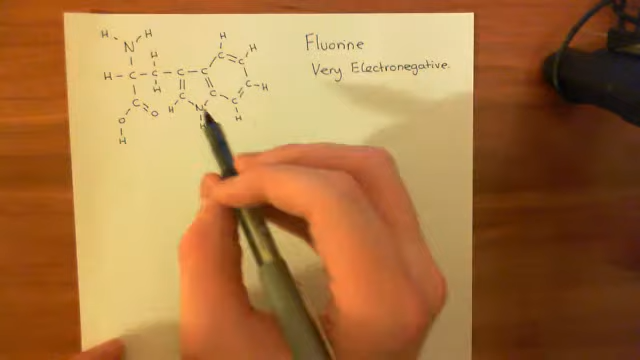 Fluorine
Very Electronegative.
H H
N
H H H
H - C - C - C C C
H
C C C - H
O O H C N C C
H H H